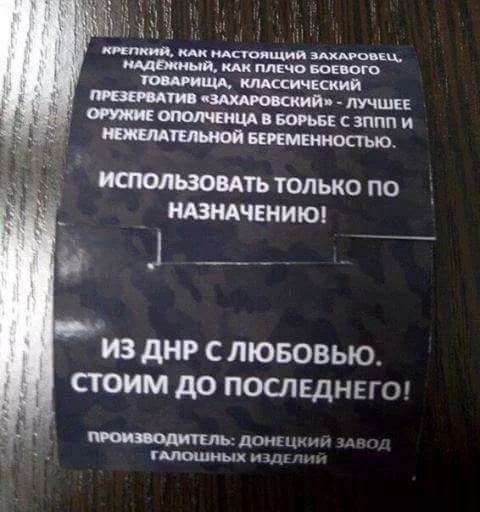 КРЕПКИЙ, КАК НАСТОЯЩИЙ ЗАХАРОВЕЦ,
НАДЁЖНЫЙ, КАК ПЛЕЧО БОЕВОГО
ТОВАРИЩА, КЛАССИЧЕСКИЙ
ПРЕЗЕРВАТИВ «ЗАХАРОВСКИЙ» - ЛУЧШЕЕ
ОРУЖИЕ ОПОЛЧЕНЦА В БОРЬБЕ С ЗППП И
НЕЖЕЛАТЕЛЬНОЙ БЕРЕМЕННОСТЬЮ.
ИСПОЛЬЗОВАТЬ ТОЛЬКО ПО
НАЗНАЧЕНИЮ!
ИЗ ДНР С ЛЮБОВЬЮ.
СТОИМ ДО ПОСЛЕДНЕГО!
ПРОИЗВОДИТЕЛЬ: ДОНЕЦКИЙ ЗАВОД
ГАЛОШНЫХ ИЗДЕЛИЙ